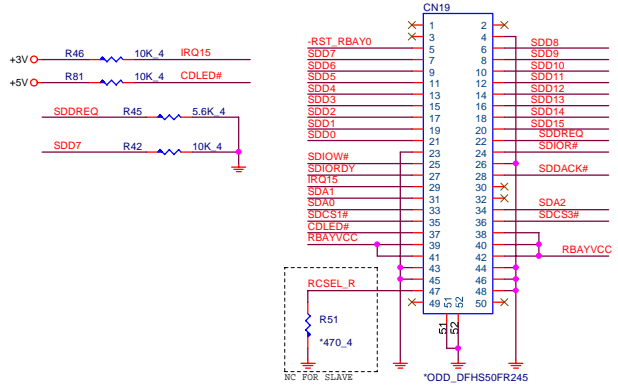 CN19
1 2
3 4
-RST_RBAY0 5 6 SDD8
SDD7 7 8 SDD9
SDD6 9 10 SDD10
SDD5 11 12 SDD11
SDD4 13 14 SDD12
SDD3 15 16 SDD13
SDD2 17 18 SDD14
SDD1 19 20 SDD15
SDD0 21 22 SDDREQ
23 24 SDIOR#
SDIOW# 25 26
SDIORDY 27 28 SDDACK#
IRQ15 29 30
SDA1 31 32
SDA0 33 34 SDA2
SDCS1# 35 36 SDCS3#
CDLED# 37 38
RBAYVCC 39 40
41 42 RBAYVCC
43 44
45 46
RCSEL_R 47 48
49 51 52 50
51 52
*ODD_DFHS50FR245
+3V R46 10K_4 IRQ15
+5V R81 10K_4 CDLED#
SDDREQ R45 5.6K_4
SDD7 R42 10K_4
R51
*470_4
NC FOR SLAVE